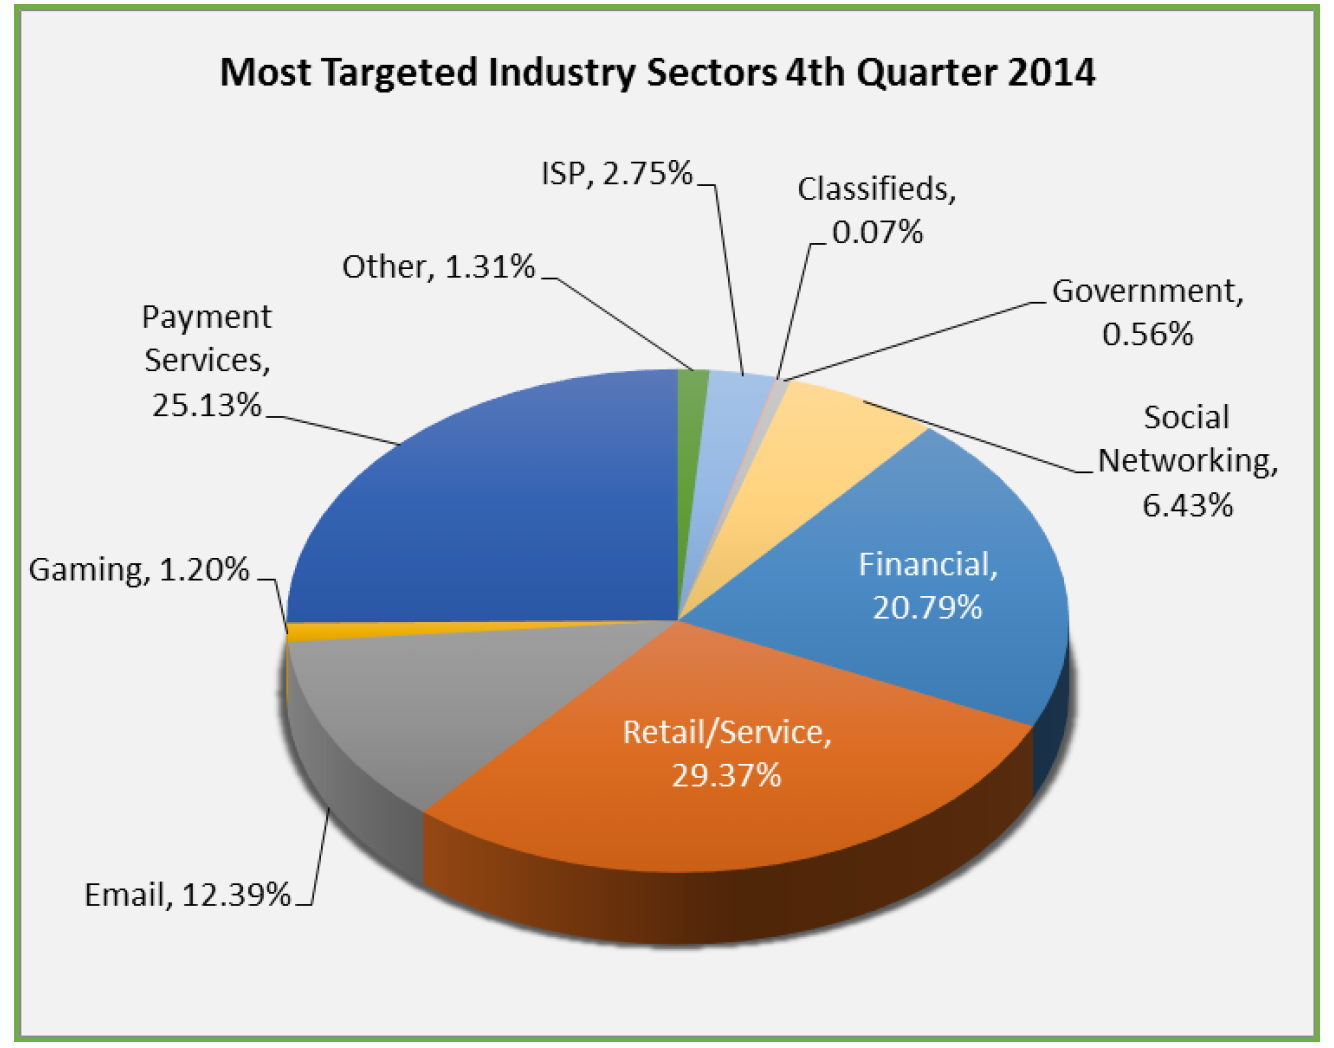 Most Targeted Industry Sectors 4th Quarter 2014
ISP, 2.75%
Classifieds,
0.07%
Other, 1.31%
Government,
0.56%
Payment
Services,
25.13%
Social
Networking,
6.43%
Financial,
20.79%
Gaming, 1.20%
Retail/Service,
29.37%
Email, 12.39%